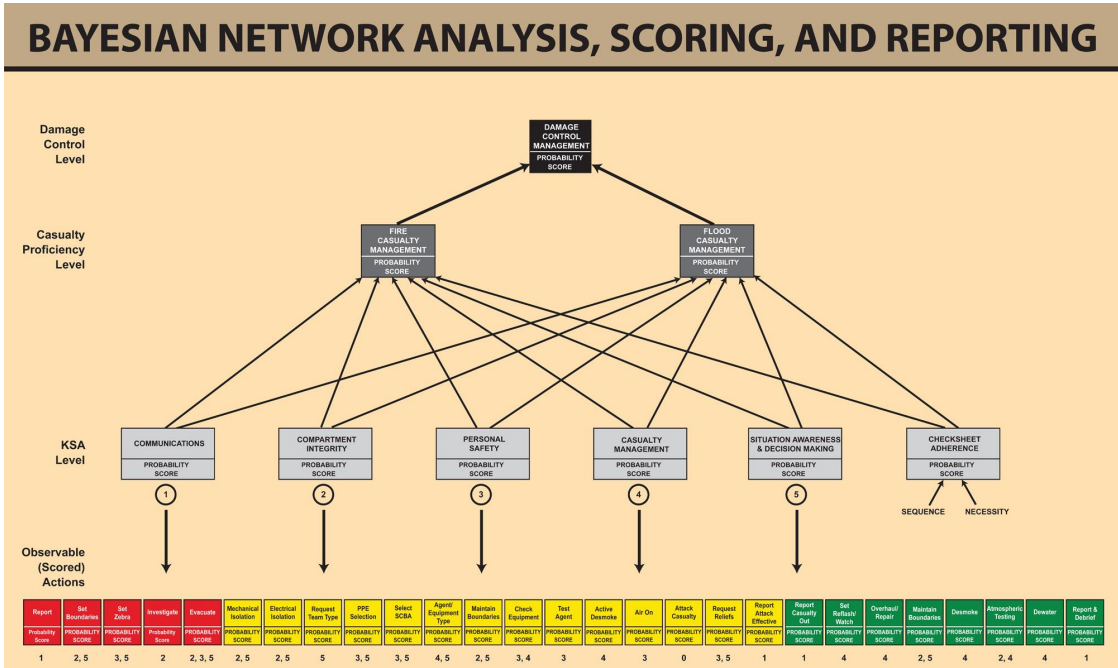 BAYESIAN NETWORK ANALYSIS, SCORING, AND REPORTING
Damage
Control
Level
DAMAGE
CONTROL
MANAGEMENT
PROBABILITY
SCORE
Casualty
Proficiency
Level
FIRE
CASUALTY
MANAGEMENT
PROBABILITY
SCORE
FLOOD
CASUALTY
MANAGEMENT
PROBABILITY
SCORE
KSA
Level
COMMUNICATIONS
PROBABILITY
SCORE
1
COMPARTMENT
INTEGRITY
PROBABILITY
SCORE
2
PERSONAL
SAFETY
PROBABILITY
SCORE
3
CASUALTY
MANAGEMENT
PROBABILITY
SCORE
4
SITUATION AWARENESS
& DECISION MAKING
PROBABILITY
SCORE
5
CHECKSHEET
ADHERENCE
PROBABILITY
SCORE
SEQUENCE
NECESSITY
Observable
(Scored)
Actions
Report
Probability
Score
1
Set
Boundaries
PROBABILITY
SCORE
2, 5
Set
Zebra
PROBABILITY
SCORE
3, 5
Investigate
Probability
Score
2
Evacuate
PROBABILITY
SCORE
2, 3, 5
Mechanical
Isolation
PROBABILITY
SCORE
2, 5
Electrical
Isolation
PROBABILITY
SCORE
2, 5
Request
Team Type
PROBABILITY
SCORE
5
PPE
Selection
PROBABILITY
SCORE
3, 5
Select
SCBA
PROBABILITY
SCORE
3, 5
Agent/
Equipment
Type
PROBABILITY
SCORE
4, 5
Maintain
Boundaries
PROBABILITY
SCORE
2, 5
Check
Equipment
PROBABILITY
SCORE
3, 4
Test
Agent
PROBABILITY
SCORE
3
Active
Desmoke
PROBABILITY
SCORE
4
Air On
PROBABILITY
SCORE
3
Attack
Casualty
PROBABILITY
SCORE
0
Request
Reliefs
PROBABILITY
SCORE
3, 5
Report
Attack
Effective
PROBABILITY
SCORE
1
Report
Casualty
Out
PROBABILITY
SCORE
1
Set
Reflash/
Watch
PROBABILITY
SCORE
4
Overhaul/
Repair
PROBABILITY
SCORE
4
Maintain
Boundaries
PROBABILITY
SCORE
2, 5
Desmoke
PROBABILITY
SCORE
4
Atmospheric
Testing
PROBABILITY
SCORE
2, 4
Dewater
PROBABILITY
SCORE
4
Report &
Debrief
PROBABILITY
SCORE
1